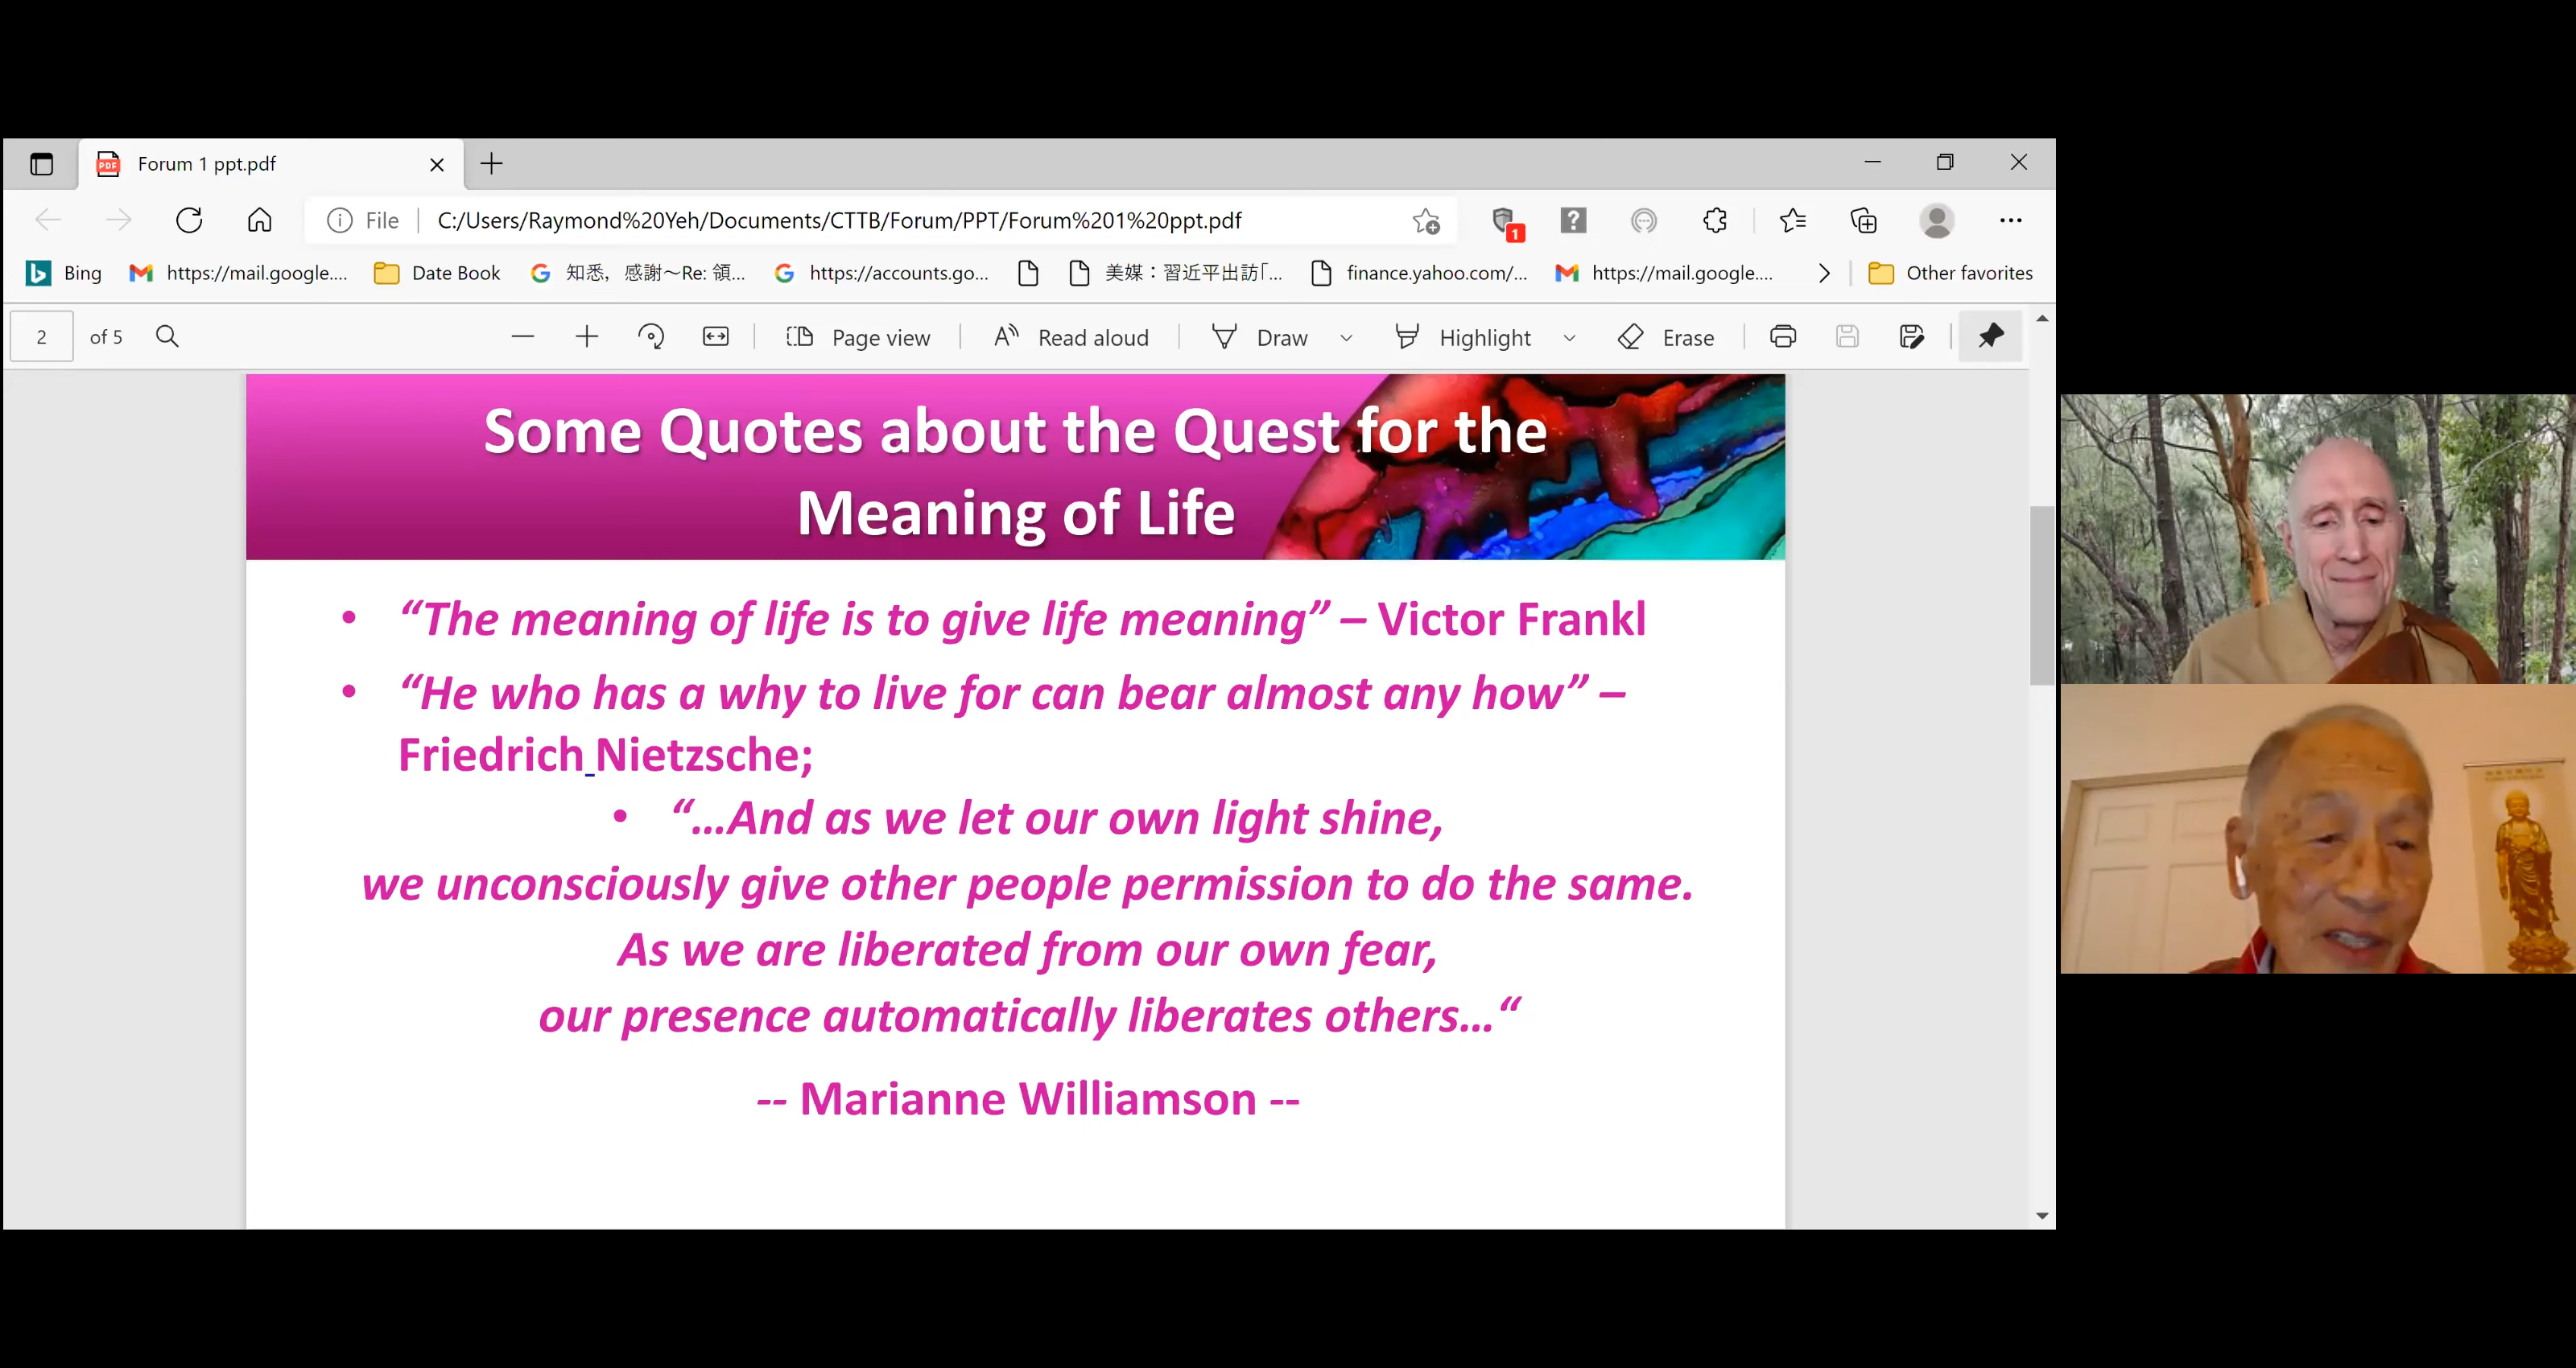 Forum 1 ppt.pdf
File C:/Users/Raymond%20Yeh/Documents/CTTB/Forum/PPT/Forum%201%20ppt.pdf 1
Bing https://mail.google.... Date Book 知悉，感謝～Re: 領... https://accounts.go... 美媒：習近平出訪「... finance.yahoo.com/... https://mail.google.... Other favorites
2 of 5 Page view Read aloud Draw Highlight Erase
Some Quotes about the Quest for the
Meaning of Life
• “The meaning of life is to give life meaning” – Victor Frankl
• “He who has a why to live for can bear almost any how” –
Friedrich Nietzsche;
• “…And as we let our own light shine,
we unconsciously give other people permission to do the same.
As we are liberated from our own fear,
our presence automatically liberates others…“
-- Marianne Williamson --